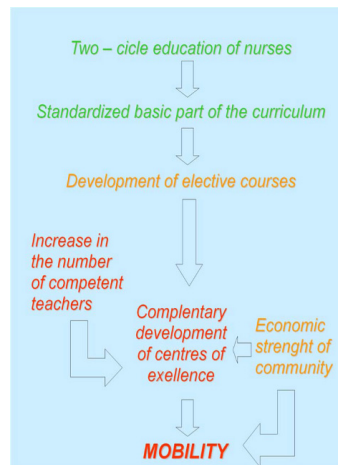 Two – cicle education of nurses
Standardized basic part of the curriculum
Development of elective courses
Increase in
the number
of competent
teachers
Complentary
development
of centres of
exellence
Economic
strenght of
community
MOBILITY